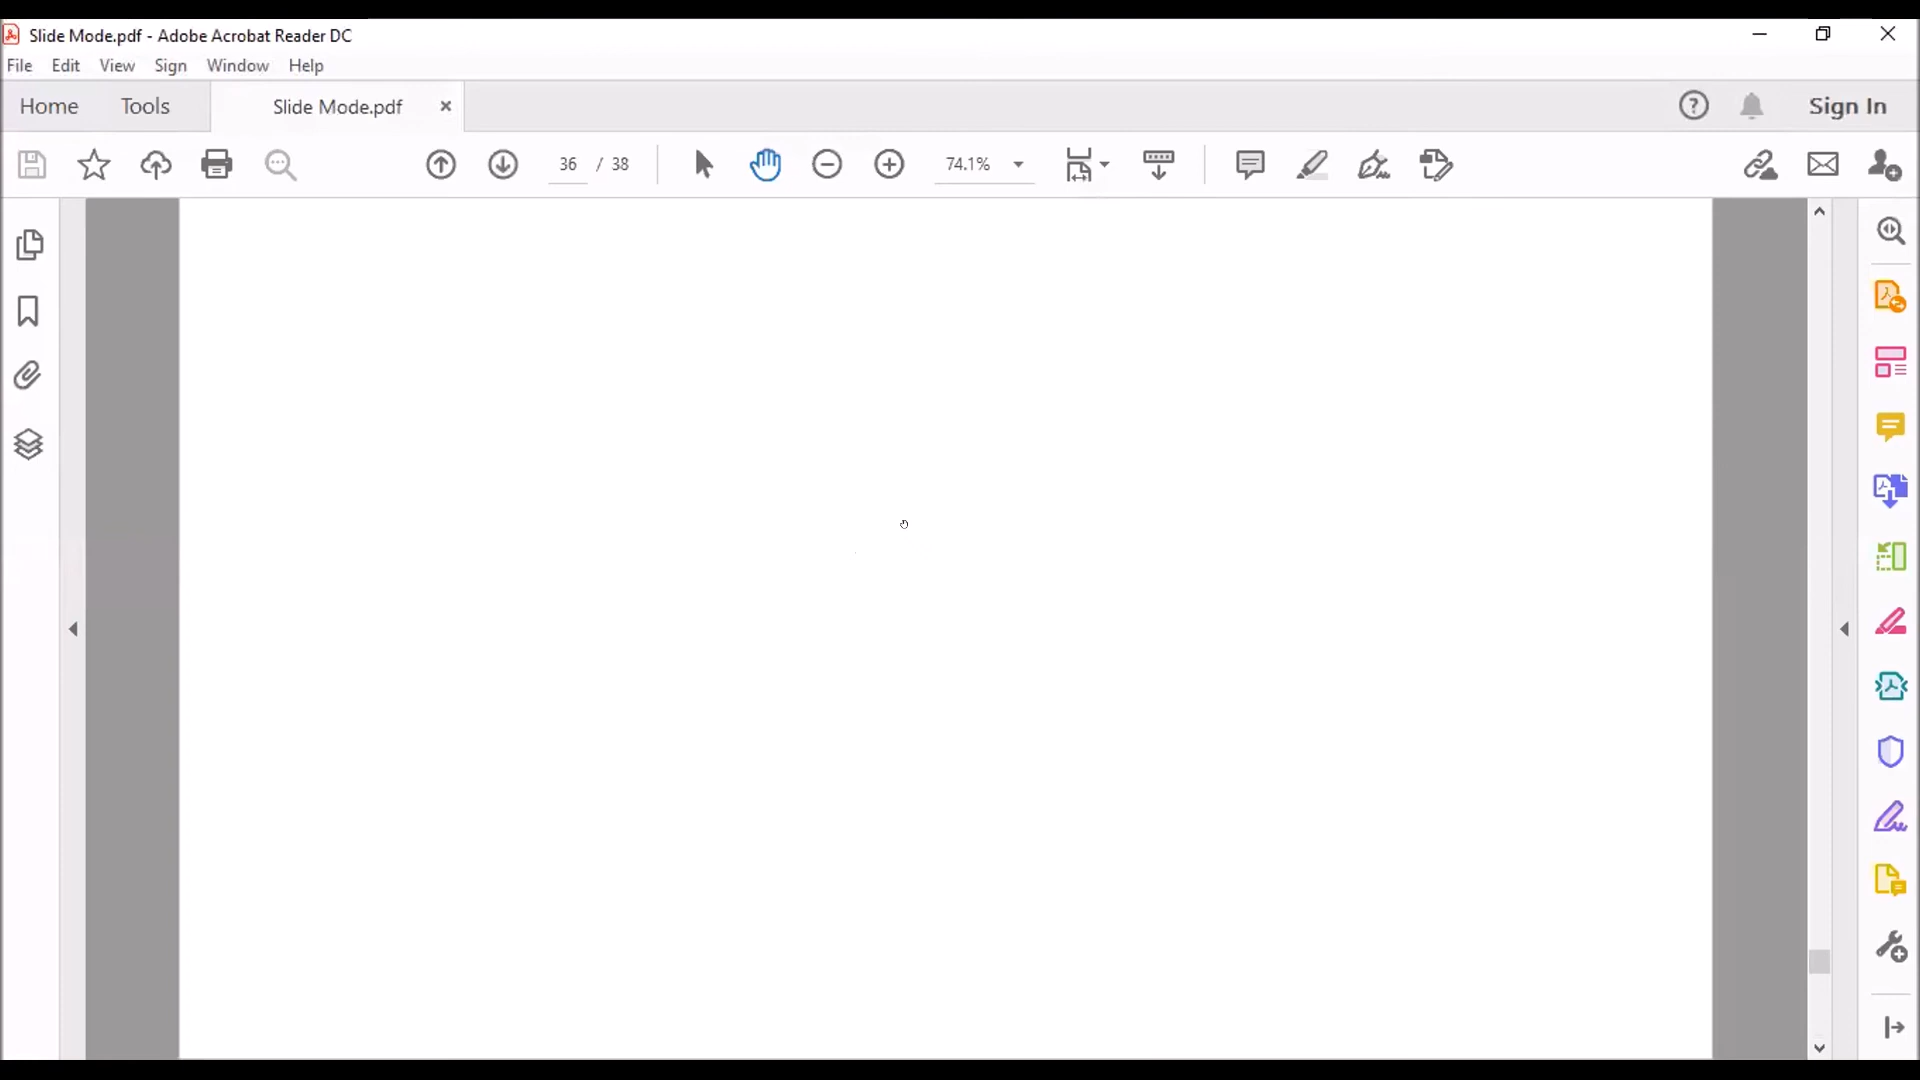 Slide Mode.pdf - Adobe Acrobat Reader DC
File Edit View Sign Window Help
Home Tools Slide Mode.pdf Sign In
36 / 38 74.1%